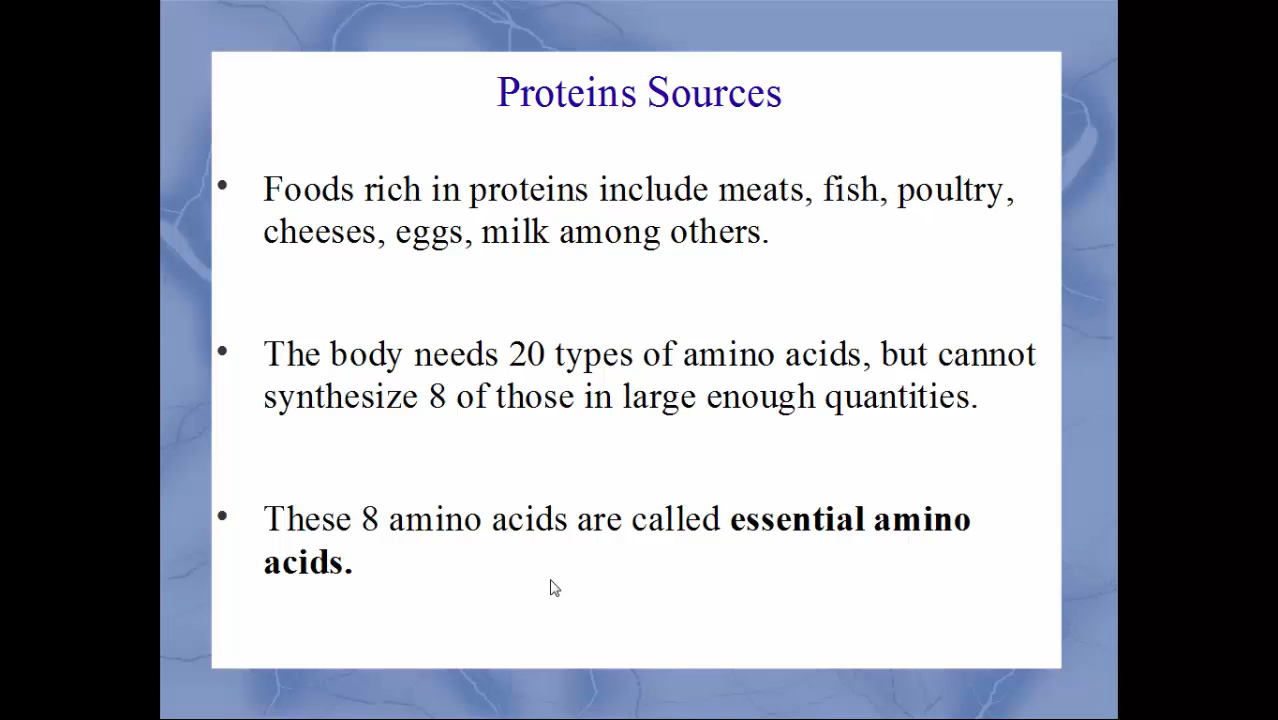 Proteins Sources
• Foods rich in proteins include meats, fish, poultry,
cheeses, eggs, milk among others.
• The body needs 20 types of amino acids, but cannot
synthesize 8 of those in large enough quantities.
• These 8 amino acids are called essential amino
acids.